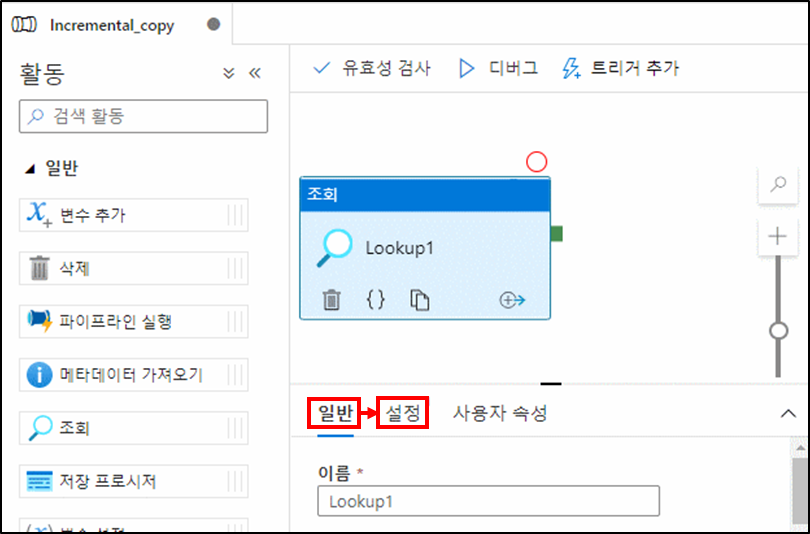 Incremental_copy
활동
검색 활동
일반
변수 추가
삭제
파이프라인 실행
메타데이터 가져오기
조회
저장 프로시저
유효성 검사
디버그
트리거 추가
조회
Lookup1
일반
설정
사용자 속성
이름 *
Lookup1